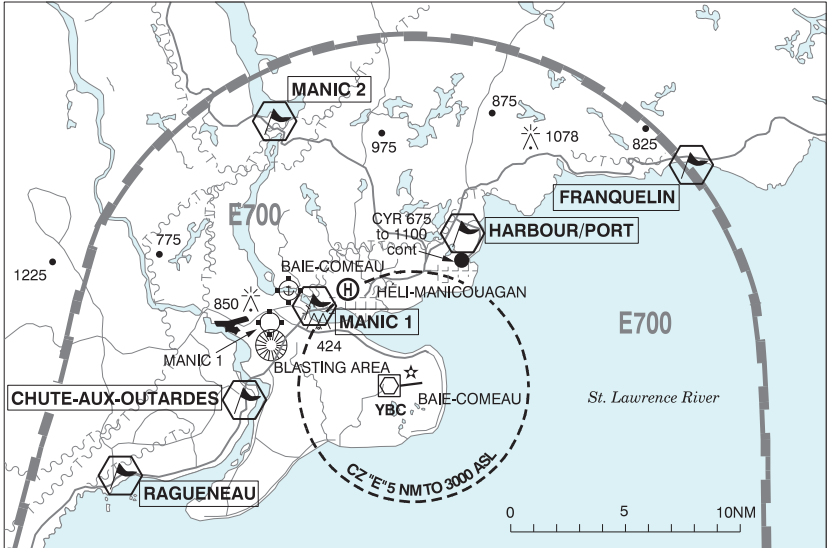 MANIC 2
875
1078
975
825
FRANQUELIN
E700
CYR 675
to 1100
cont
HARBOUR/PORT
775
1225
BAIE-COMEAU
H
HELI-MANICOUAGAN
850
MANIC 1
E700
MANIC 1
424
BLASTING AREA
CHUTE-AUX-OUTARDES
YBC
BAIE-COMEAU
St. Lawrence River
CZ "E" 5 NM TO 3000 ASL
RAGUENEAU
0 5 10NM